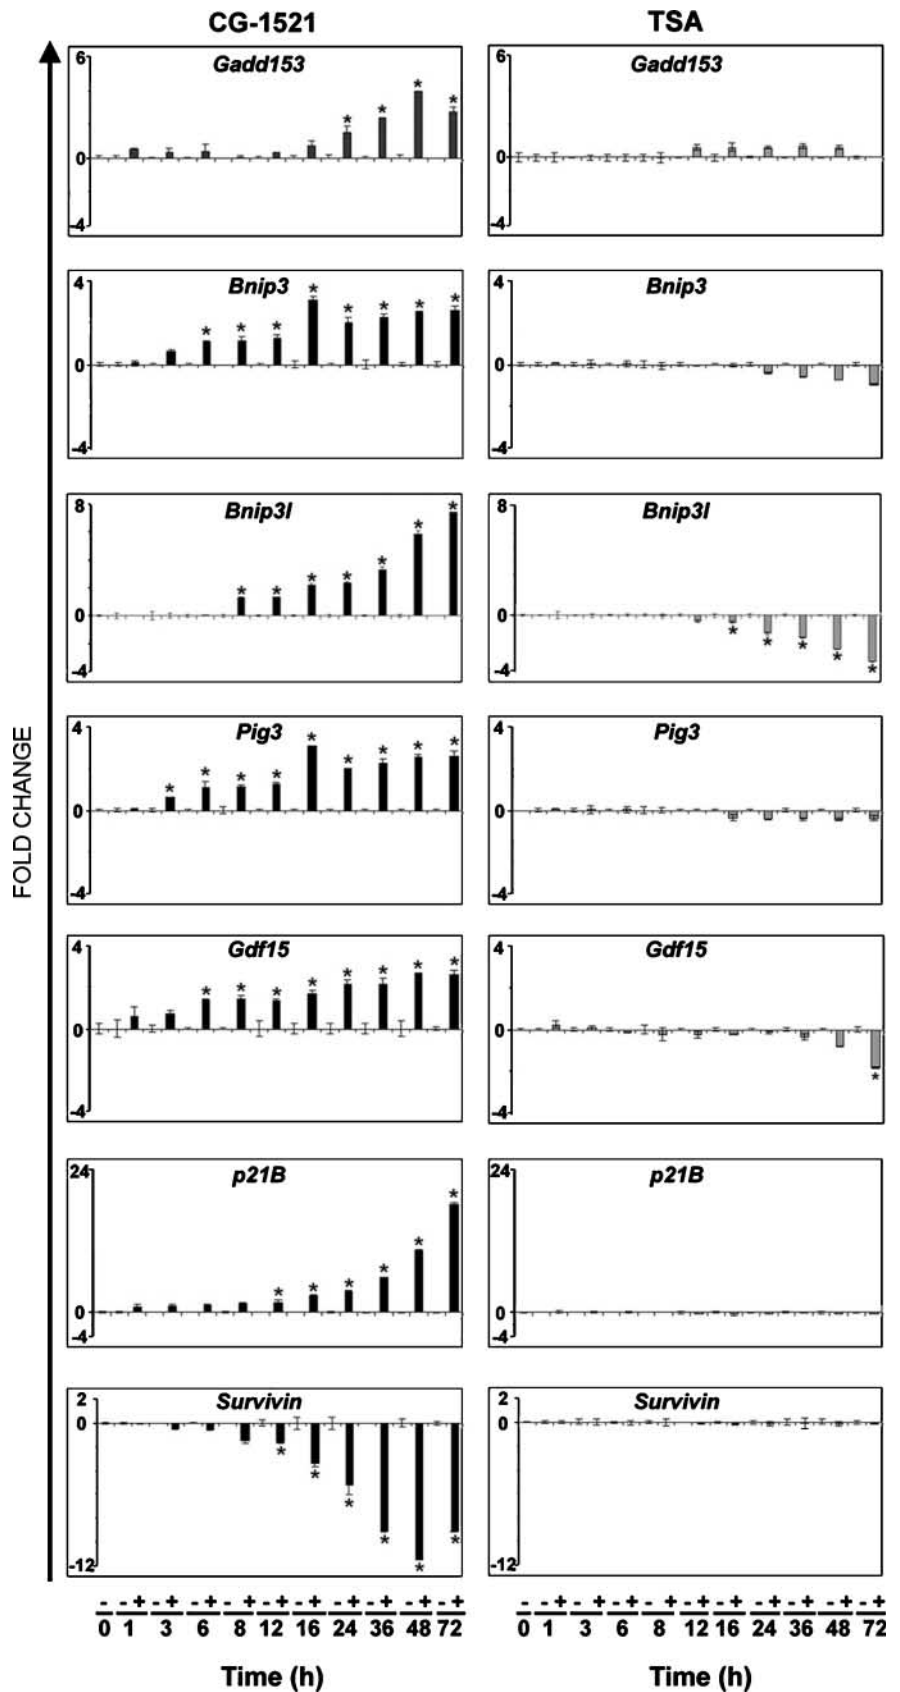 CG-1521 TSA
6 Gadd153 6 Gadd153
0 0
-4 -4
4 Bnip3 4 Bnip3
0 0
-4 -4
8 Bnip3l 8 Bnip3l
0 0
-4 -4
4 Pig3 4 Pig3
0 0
-4 -4
4 Gdf15 4 Gdf15
0 0
-4 -4
24 p21B 24 p21B
0 0
-4 -4
2 Survivin 2 Survivin
0 0
-12 -12
FOLD CHANGE
- - + - + - + - + - + - + - + - + - + - + - - + - + - + - + - + - + - + - + - + - +
0 1 3 6 8 12 16 24 36 48 72 0 1 3 6 8 12 16 24 36 48 72
Time (h) Time (h)